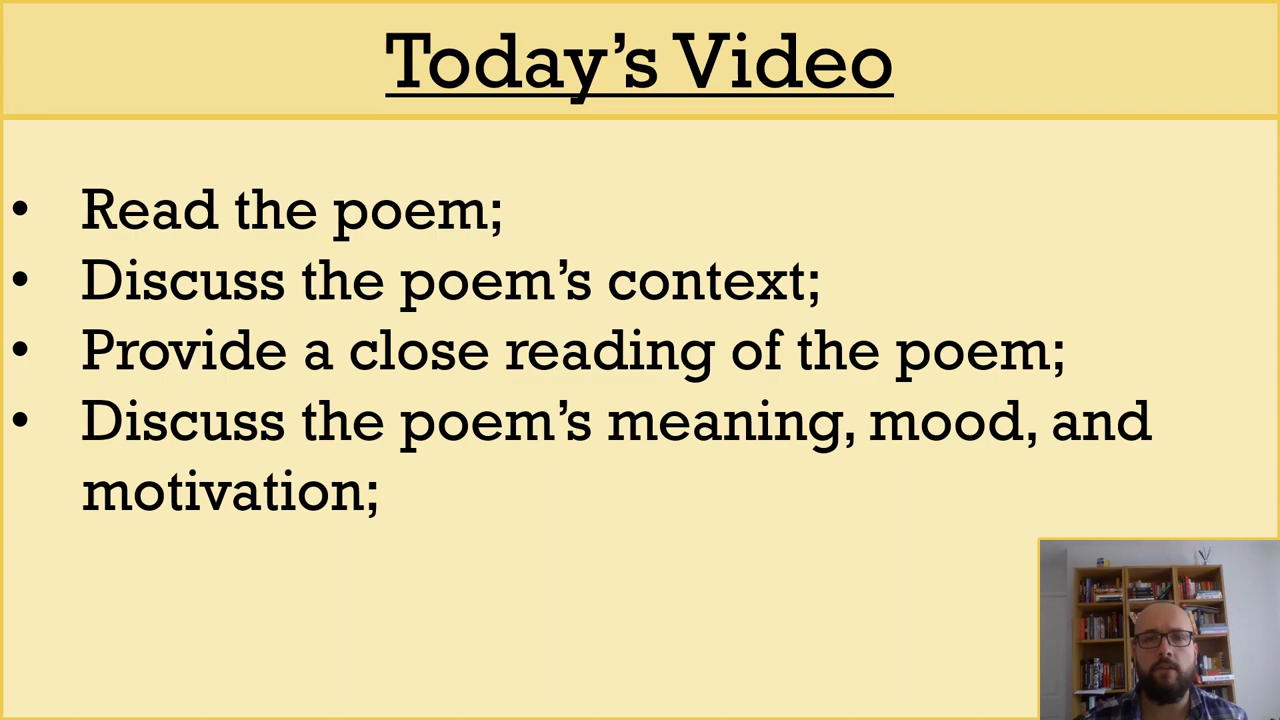 Today’s Video
• Read the poem;
• Discuss the poem’s context;
• Provide a close reading of the poem;
• Discuss the poem’s meaning, mood, and
motivation;